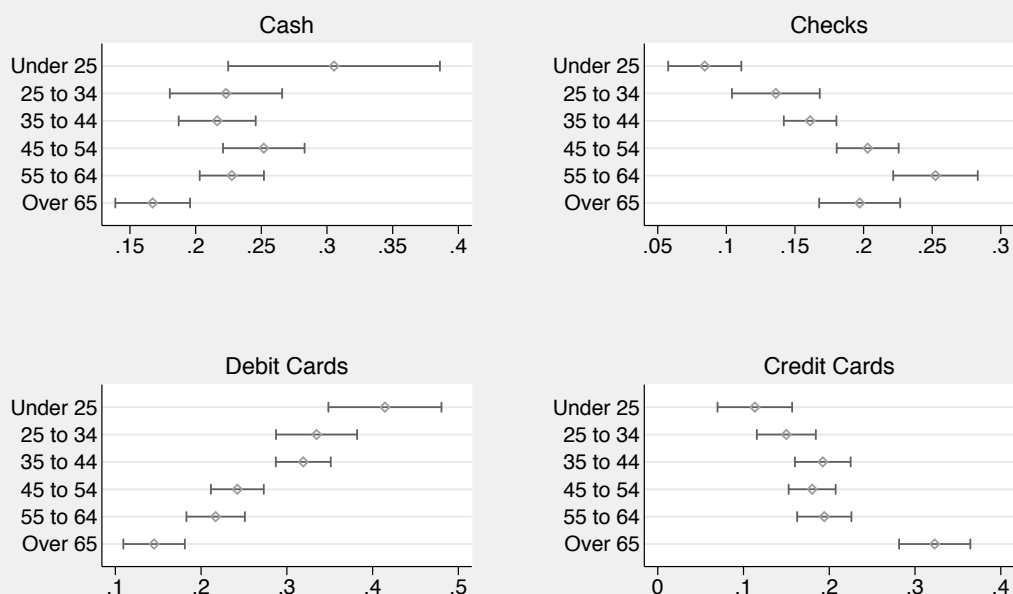 Cash
Under 25
25 to 34
35 to 44
45 to 54
55 to 64
Over 65
.15 .2 .25 .3 .35 .4
Checks
Under 25
25 to 34
35 to 44
45 to 54
55 to 64
Over 65
.05 .1 .15 .2 .25 .3
Debit Cards
Under 25
25 to 34
35 to 44
45 to 54
55 to 64
Over 65
.1 .2 .3 .4 .5
Credit Cards
Under 25
25 to 34
35 to 44
45 to 54
55 to 64
Over 65
0 .1 .2 .3 .4